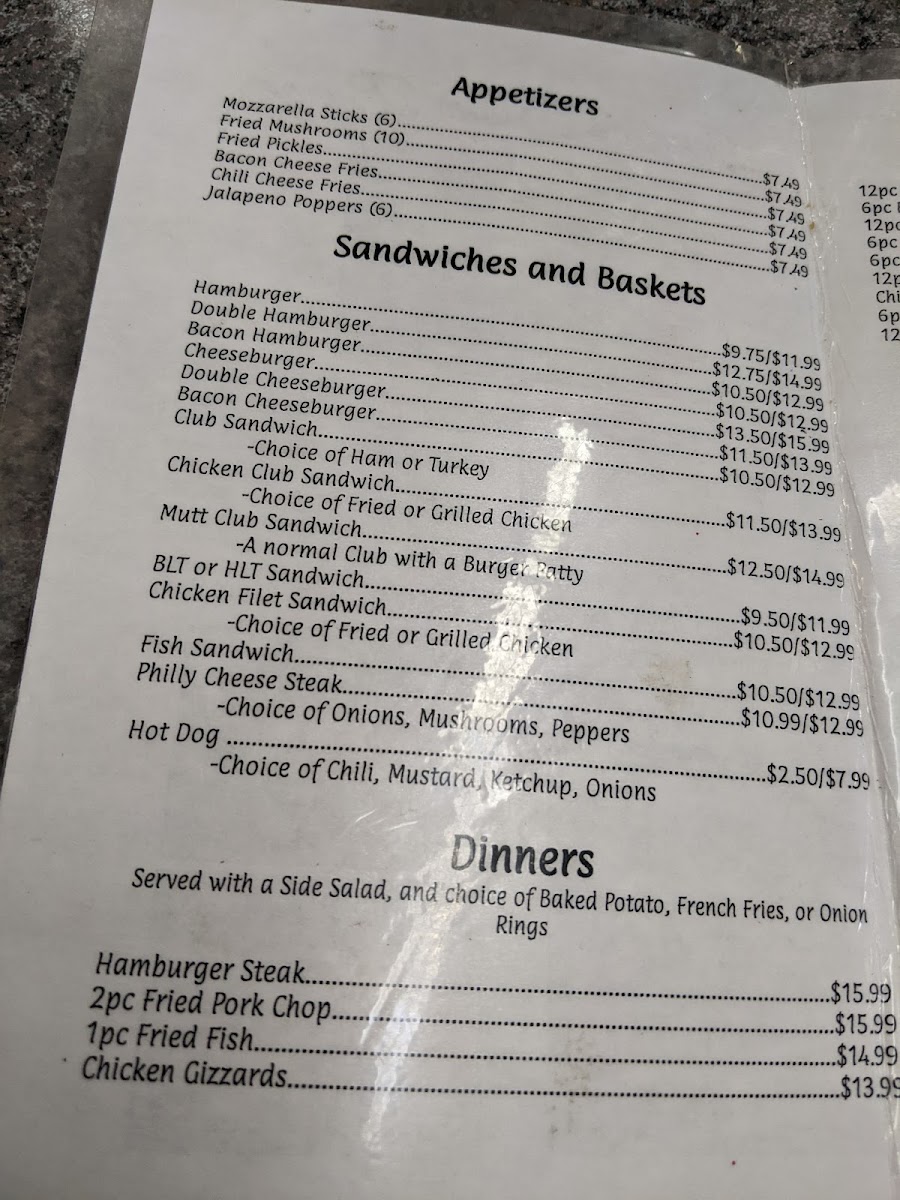 Appetizers
Mozzarella Sticks (6)..........$7.49
Fried Mushrooms (10)..........$7.49
Fried Pickles..........$7.49
Bacon Cheese Fries..........$7.49
Chili Cheese Fries..........$7.49
Jalapeno Poppers (6)..........$7.49
Sandwiches and Baskets
Hamburger..........$9.75/$11.99
Double Hamburger..........$12.75/$14.99
Bacon Hamburger..........$10.50/$12.99
Cheeseburger..........$10.50/$12.99
Double Cheeseburger..........$13.50/$15.99
Bacon Cheeseburger..........$11.50/$13.99
Club Sandwich..........$10.50/$12.99
-Choice of Ham or Turkey
Chicken Club Sandwich..........$11.50/$13.99
-Choice of Fried or Grilled Chicken
Mutt Club Sandwich..........$12.50/$14.99
-A normal Club with a Burger Patty
BLT or HLT Sandwich..........$9.50/$11.99
Chicken Filet Sandwich..........$10.50/$12.99
-Choice of Fried or Grilled Chicken
Fish Sandwich..........$10.50/$12.99
Philly Cheese Steak..........$10.99/$12.99
-Choice of Onions, Mushrooms, Peppers
Hot Dog ..........$2.50/$7.99
-Choice of Chili, Mustard, Ketchup, Onions
Dinners
Served with a Side Salad, and choice of Baked Potato, French Fries, or Onion
Rings
Hamburger Steak..........$15.99
2pc Fried Pork Chop..........$15.99
1pc Fried Fish..........$14.99
Chicken Gizzards..........$13.99
12pc
6pc
12pc
6pc
6pc